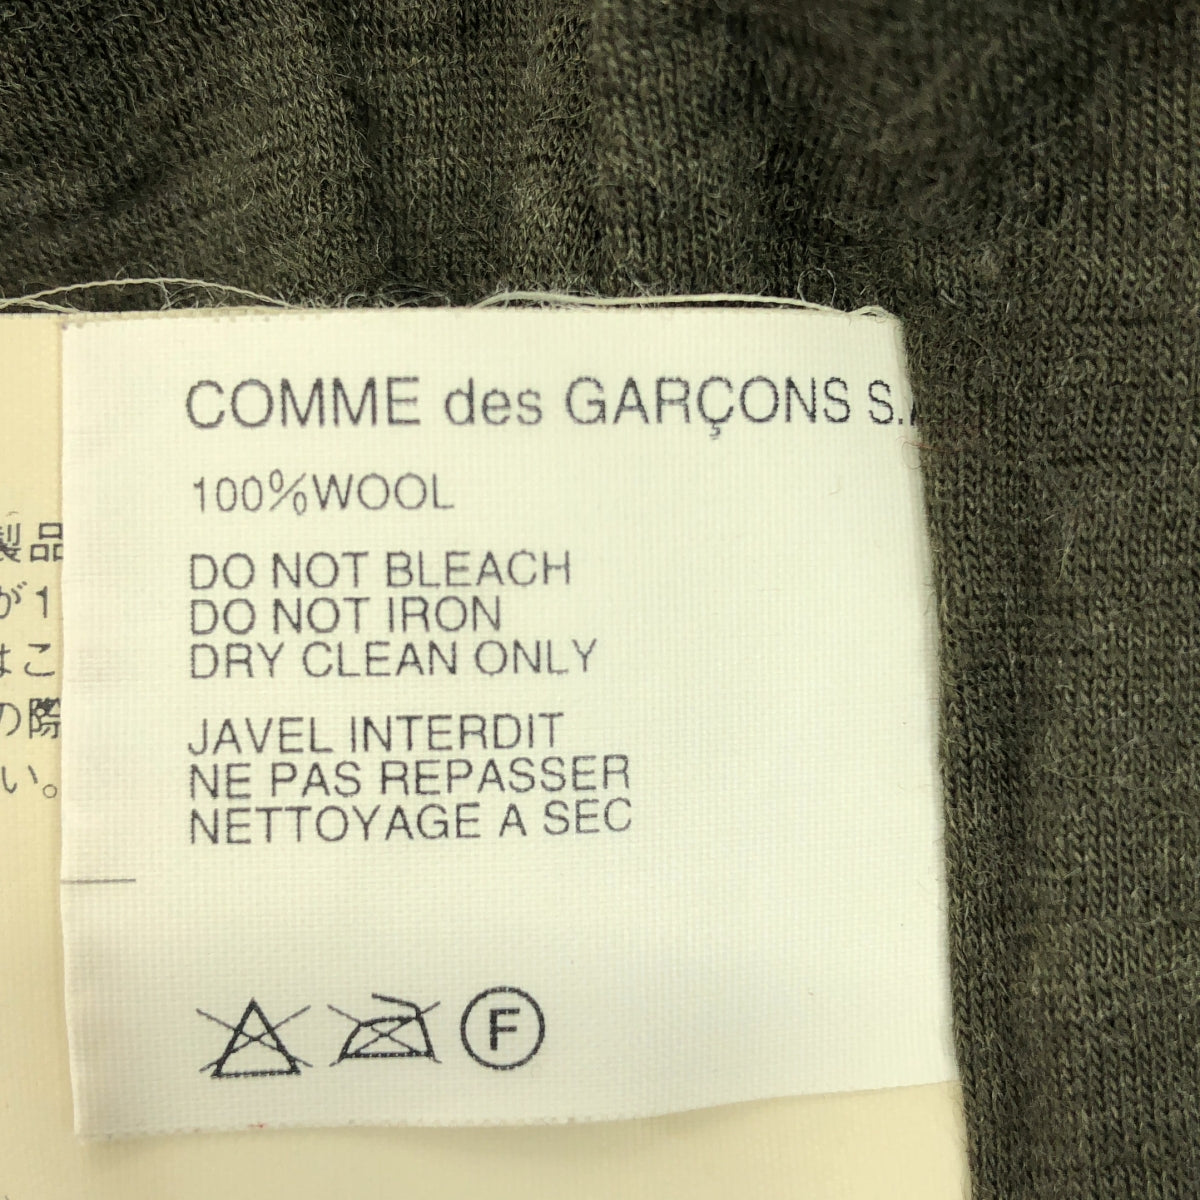 COMME des GARÇONS S.
100%WOOL
DO NOT BLEACH
DO NOT IRON
DRY CLEAN ONLY
JAVEL INTERDIT
NE PAS REPASSER
NETTOYAGE A SEC
F
製品
が1
はこ
の際
い。